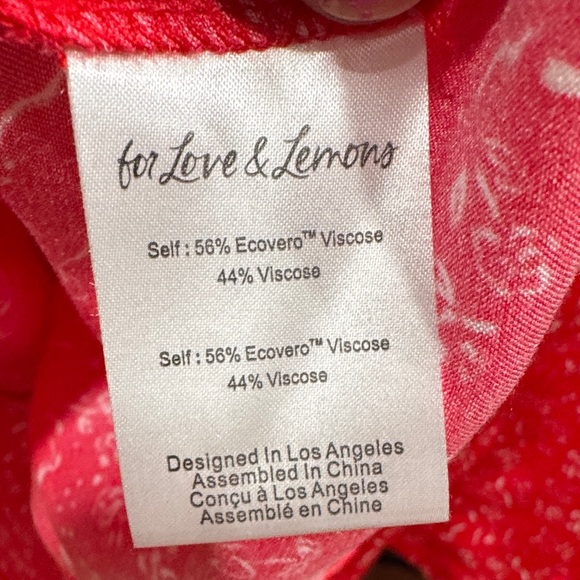 for Love & Lemons
Self : 56% Ecovero™ Viscose
44% Viscose
Self : 56% Ecovero™ Viscose
44% Viscose
Designed In Los Angeles
Assembled In China
Conçu à Los Angeles
Assemblé en Chine